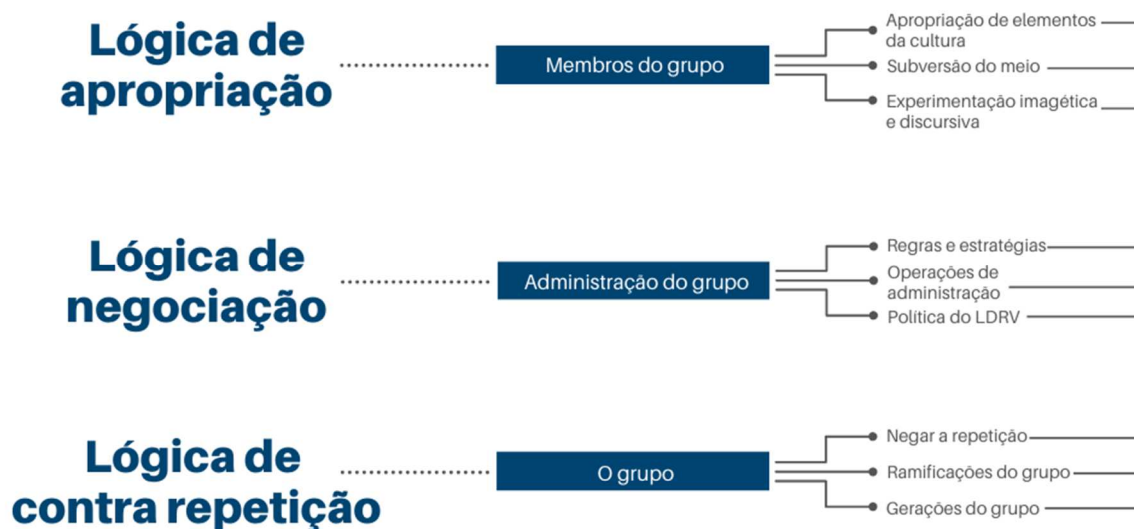 Lógica de
apropriação
Membros do grupo
Apropriação de elementos
da cultura
Subversão do meio
Experimentação imagética
e discursiva
Lógica de
negociação
Administração do grupo
Regras e estratégias
Operações de
administração
Política do LDRV
Lógica de
contra repetição
O grupo
Negar a repetição
Ramificações do grupo
Gerações do grupo